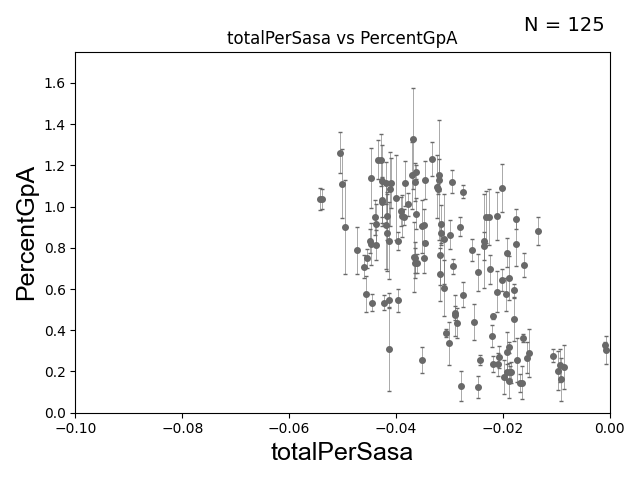 N = 125
totalPerSasa vs PercentGpA
PercentGpA
1.6
1.4
1.2
1.0
0.8
0.6
0.4
0.2
0.0
−0.10 −0.08 −0.06 −0.04 −0.02 0.00
totalPerSasa